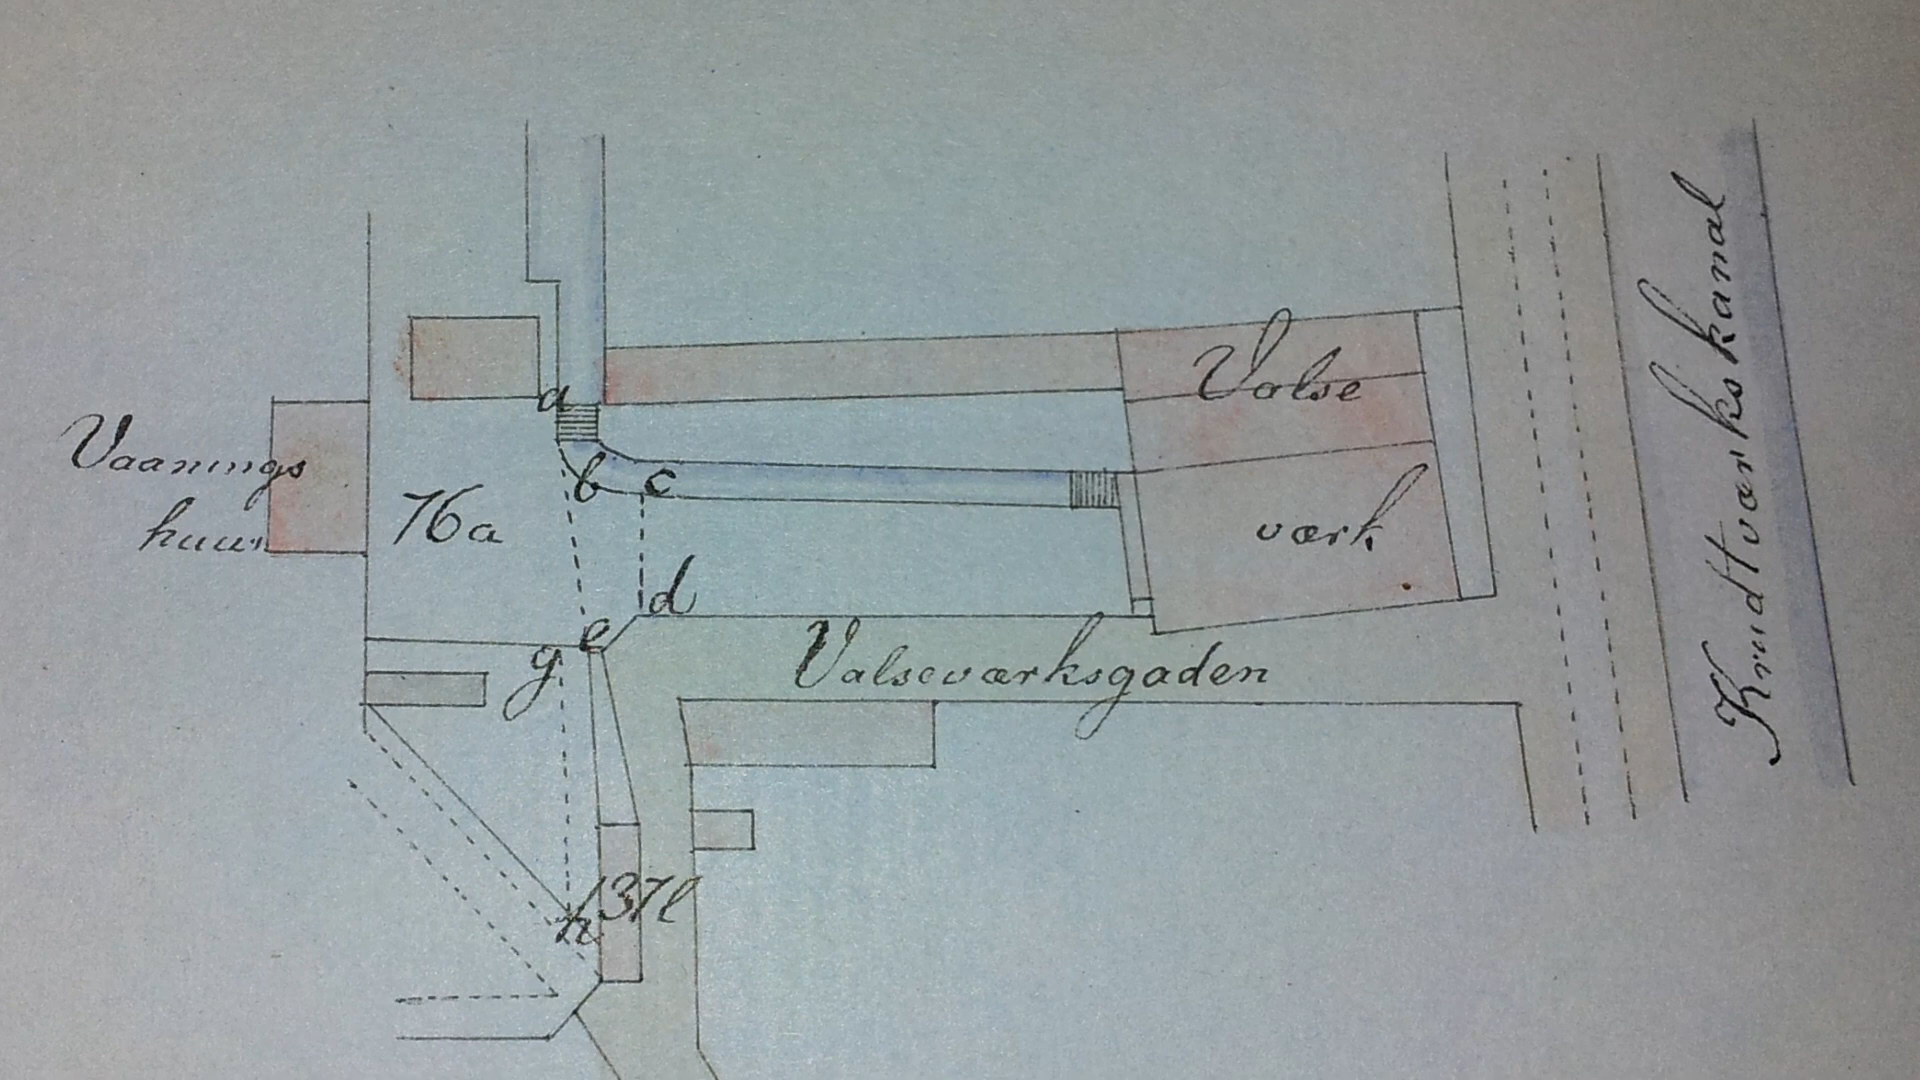 Valse
værk
Krudtværkskanal
a
Vaanings
huus
76a
b c
d
e
g
Valseværksgaden
h
137l